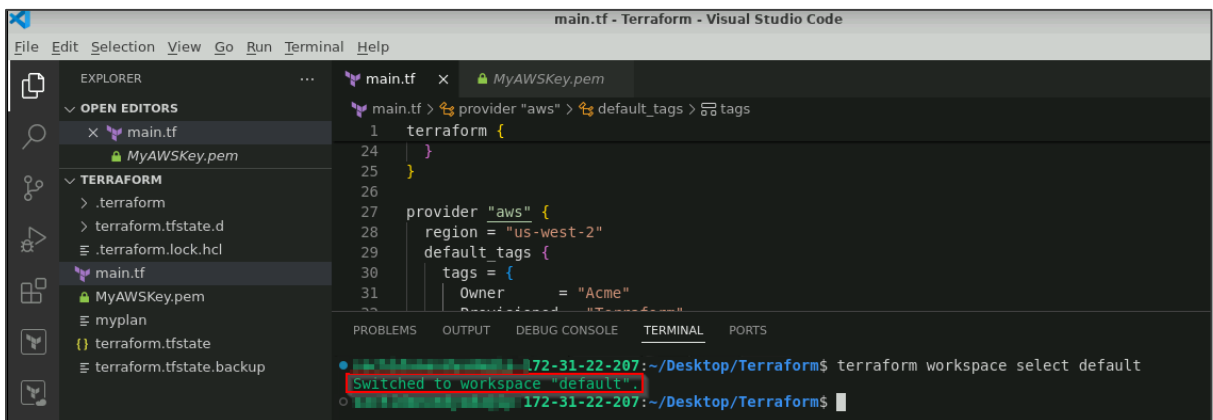 main.tf - Terraform - Visual Studio Code
File Edit Selection View Go Run Terminal Help
EXPLORER ...
OPEN EDITORS
main.tf
MyAWSKey.pem
TERRAFORM
.terraform
terraform.tfstate.d
.terraform.lock.hcl
main.tf
MyAWSKey.pem
myplan
terraform.tfstate
terraform.tfstate.backup
main.tf MyAWSKey.pem
main.tf > provider "aws" > default_tags > tags
1 terraform {
24 }
25 }
26
27 provider "aws" {
28 region = "us-west-2"
29 default_tags {
30 tags = {
31 Owner = "Acme"
PROBLEMS OUTPUT DEBUG CONSOLE TERMINAL PORTS
172-31-22-207:~/Desktop/Terraform$ terraform workspace select default
Switched to workspace "default".
172-31-22-207:~/Desktop/Terraform$